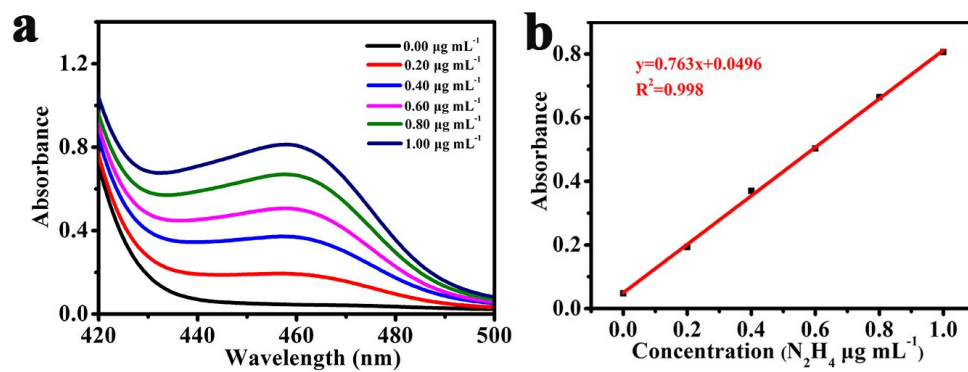 a
1.2
0.8
0.4
0.0
Absorbance
0.00 μg mL⁻¹
0.20 μg mL⁻¹
0.40 μg mL⁻¹
0.60 μg mL⁻¹
0.80 μg mL⁻¹
1.00 μg mL⁻¹
420 440 460 480 500
Wavelength (nm)
b
0.8
0.6
0.4
0.2
0.0
Absorbance
y=0.763x+0.0496
R²=0.998
0.0 0.2 0.4 0.6 0.8 1.0
Concentration (N₂H₄ μg mL⁻¹)